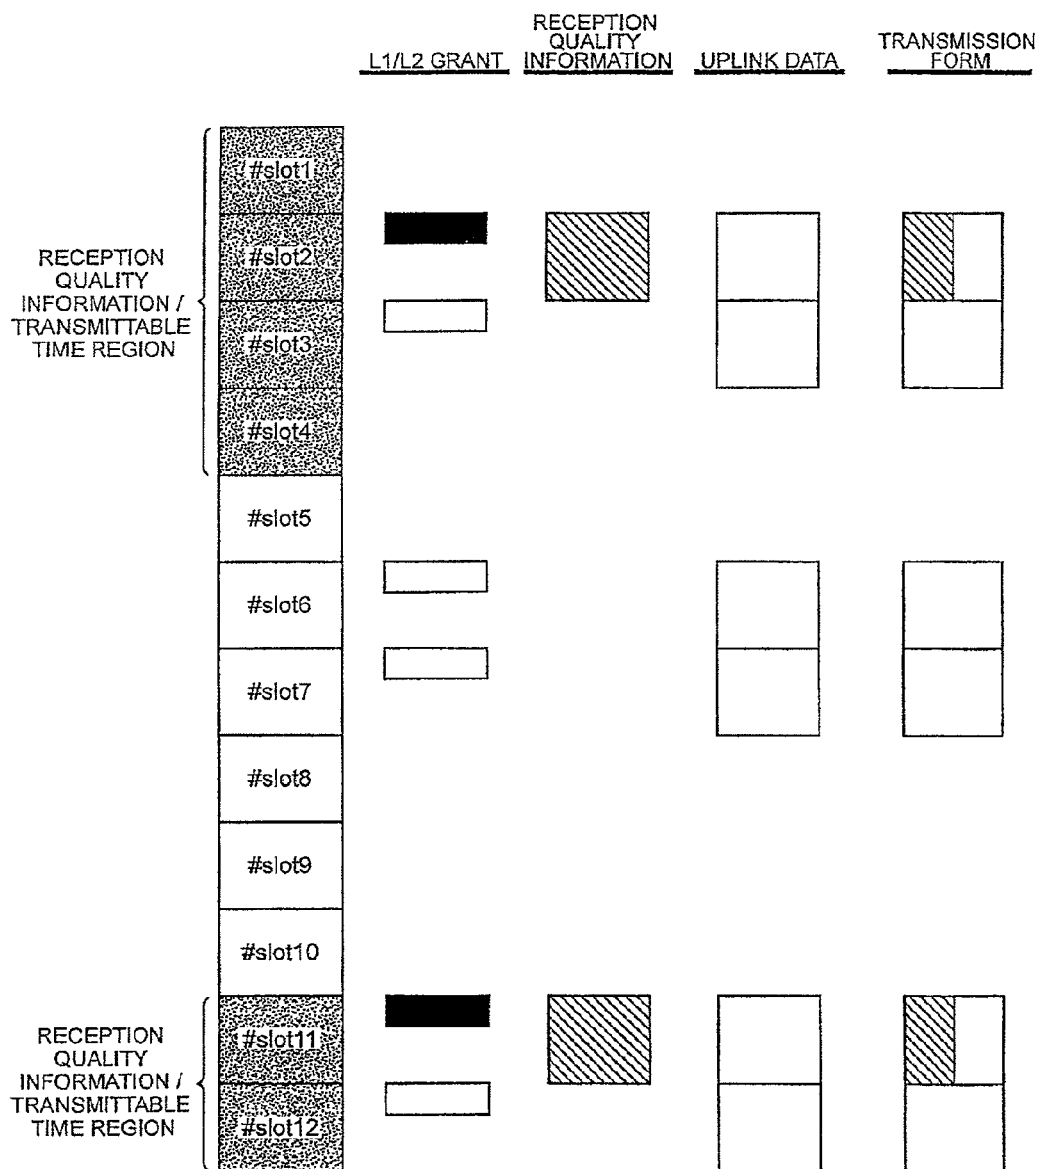 RECEPTION
QUALITY
INFORMATION
L1/L2 GRANT
UPLINK DATA
TRANSMISSION
FORM
#slot1
#slot2
#slot3
#slot4
RECEPTION
QUALITY
INFORMATION /
TRANSMITTABLE
TIME REGION
#slot5
#slot6
#slot7
#slot8
#slot9
#slot10
#slot11
#slot12
RECEPTION
QUALITY
INFORMATION /
TRANSMITTABLE
TIME REGION